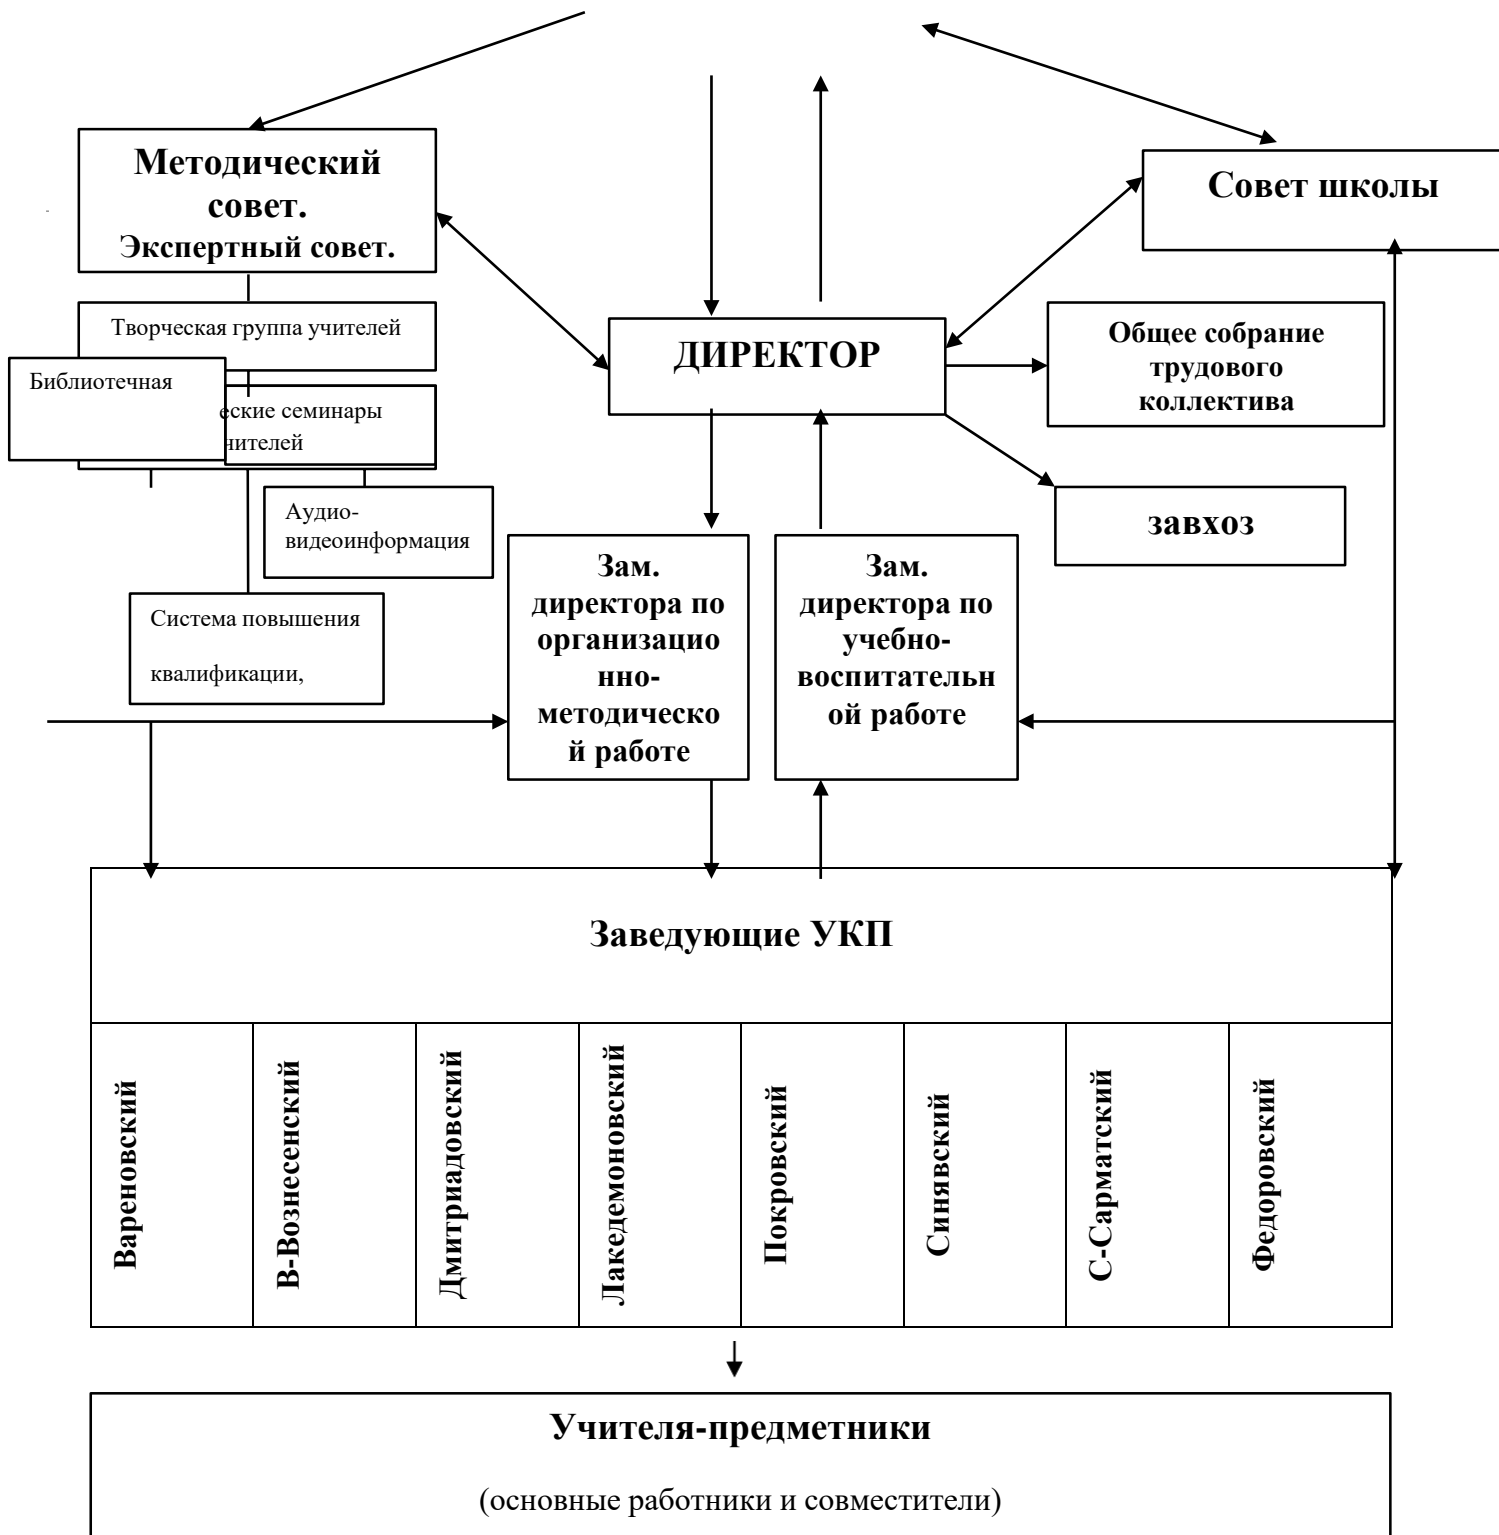 Методический
совет.
Экспертный совет.
Совет школы
Творческая группа учителей
Библиотечная
еские семинары
чителей
ДИРЕКТОР
Общее собрание
трудового
коллектива
Аудио-
видеоинформация
завхоз
Система повышения
квалификации,
Зам.
директора по
организацио
нно-
методическо
й работе
Зам.
директора по
учебно-
воспитательн
ой работе
Заведующие УКП
Вареновский
В-Вознесенский
Дмитриадовский
Лакедемоновский
Покровский
Синявский
С-Сарматский
Федоровский
Учителя-предметники
(основные работники и совместители)